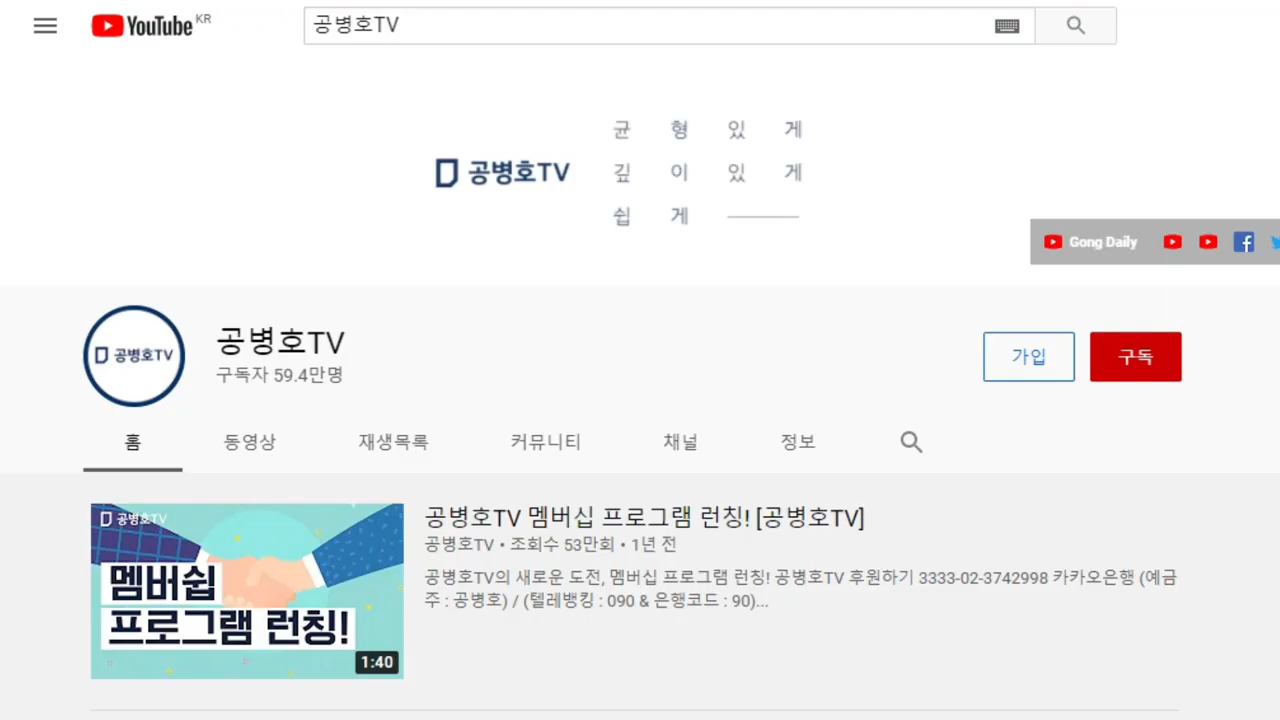 YouTube KR
공병호TV
균 형 있 게
공병호TV
깊 이 있 게
쉽 게
Gong Daily
공병호TV
공병호TV
구독자 59.4만명
가입
구독
홈 동영상 재생목록 커뮤니티 채널 정보
공병호TV
멤버쉽
프로그램 런칭!
1:40
공병호TV 멤버십 프로그램 런칭! [공병호TV]
공병호TV • 조회수 53만회 • 1년 전
공병호TV의 새로운 도전, 멤버십 프로그램 런칭! 공병호TV 후원하기 3333-02-3742998 카카오은행 (예금
주 : 공병호) / (텔레뱅킹 : 090 & 은행코드 : 90)...